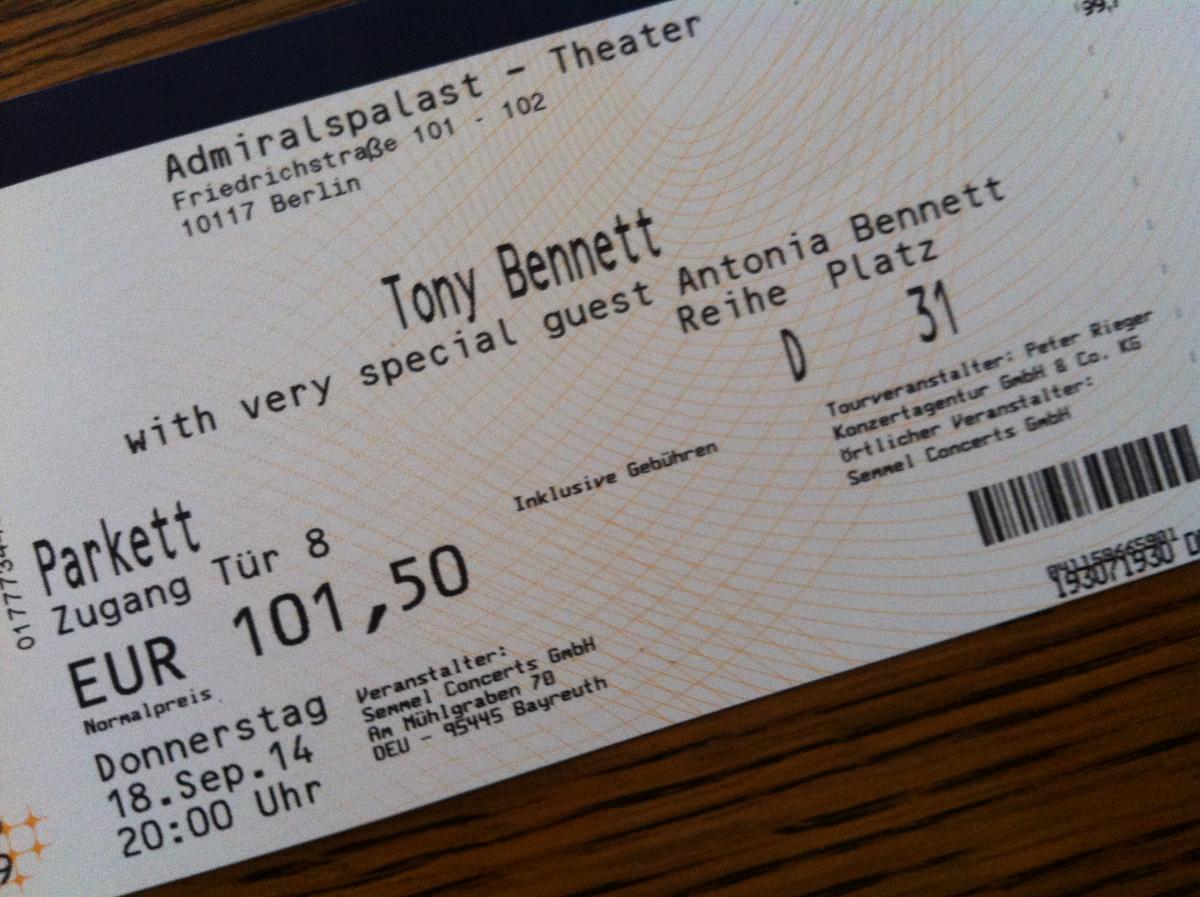 Admiralspalast - Theater
Friedrichstraße 101 - 102
10117 Berlin
Tony Bennett
with very special guest Antonia Bennett
Reihe Platz
D 31
Tourveranstalter: Peter Rieger
Konzertagentur GmbH & Co. KG
örtlicher Veranstalter:
Semmel Concerts GmbH
Inklusive Gebühren
Parkett
Zugang Tür 8
EUR 101,50
Normalpreis
Donnerstag
18.Sep.14
20:00 Uhr
Veranstalter:
Semmel Concerts GmbH
Am Mühlgraben 70
DEU - 95445 Bayreuth